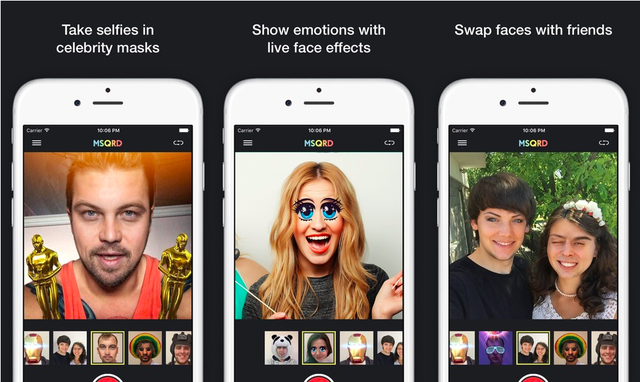 Take selfies in
celebrity masks
Show emotions with
live face effects
Swap faces with friends
Carrier
10:06 PM
MSQRD
Carrier
10:06 PM
MSQRD
Carrier
10:06 PM
MSQRD